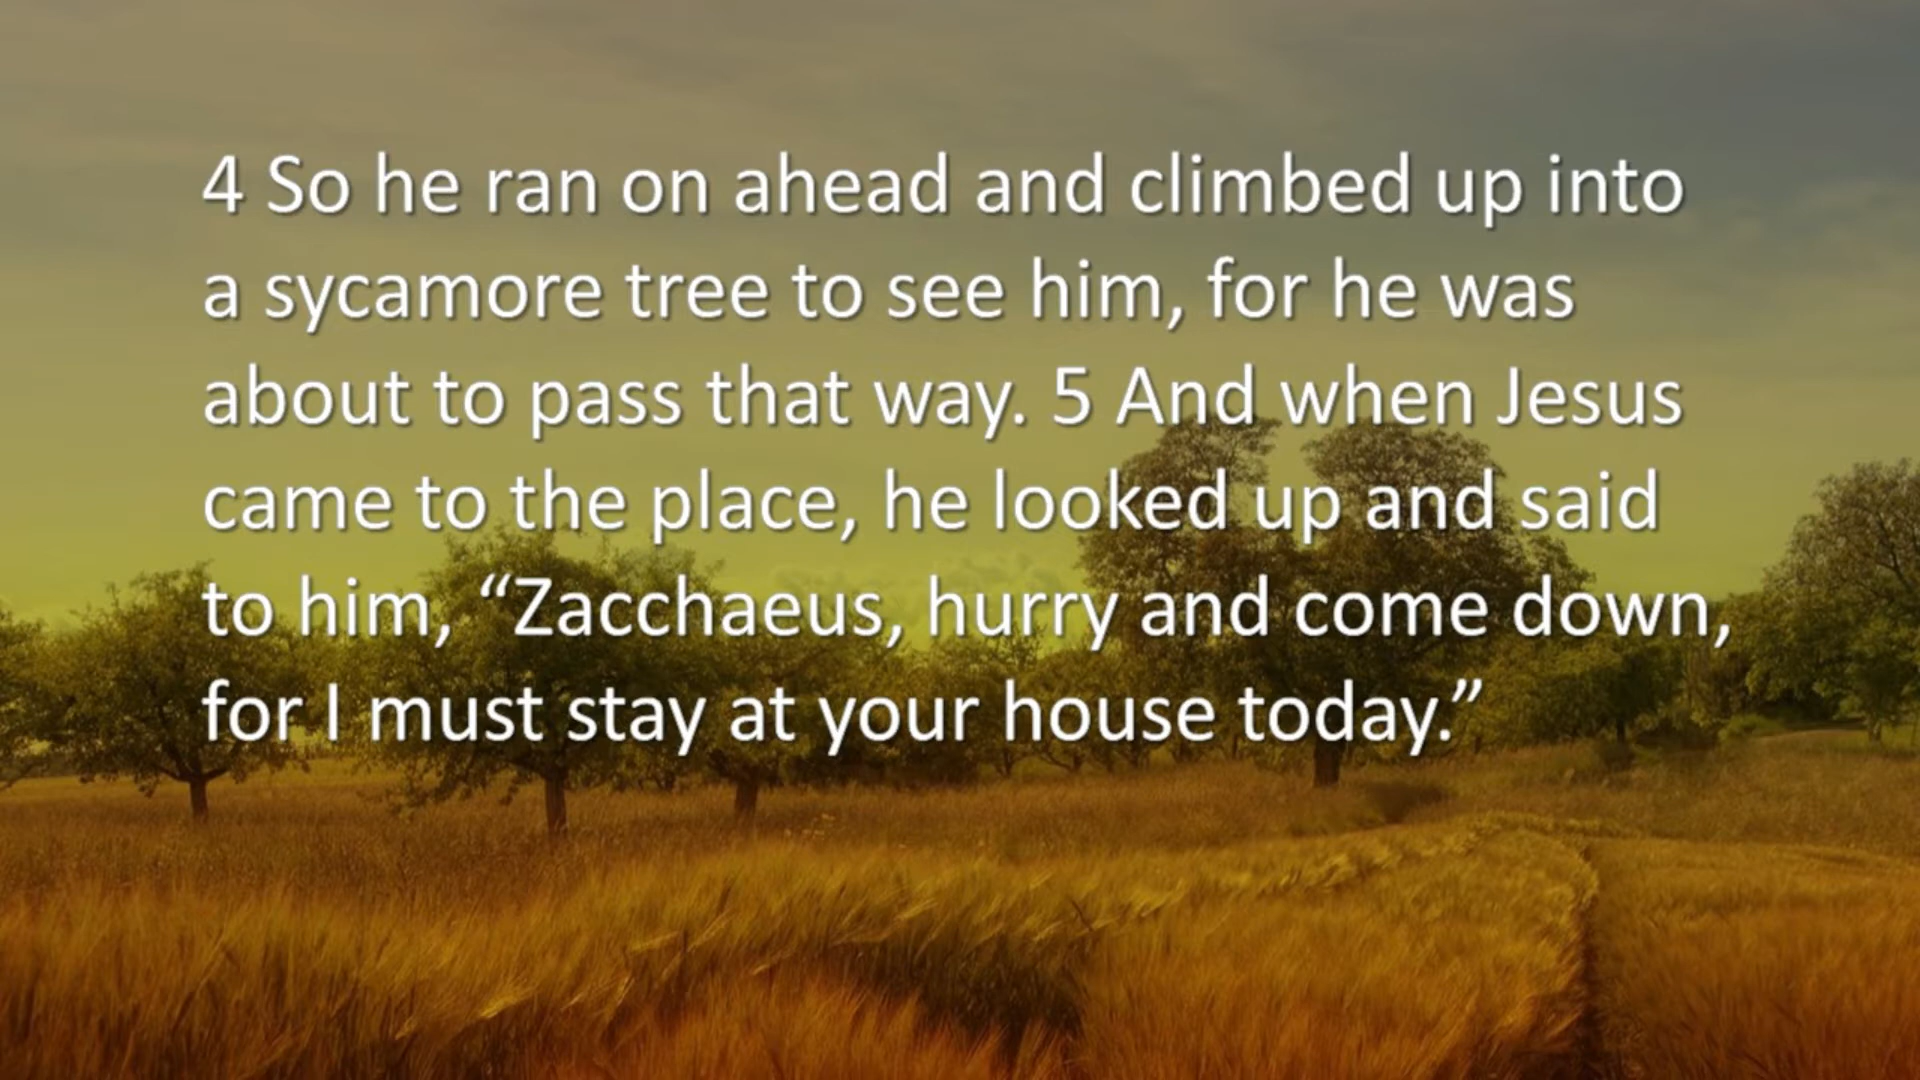 4 So he ran on ahead and climbed up into
a sycamore tree to see him, for he was
about to pass that way. 5 And when Jesus
came to the place, he looked up and said
to him, “Zacchaeus, hurry and come down,
for I must stay at your house today.”